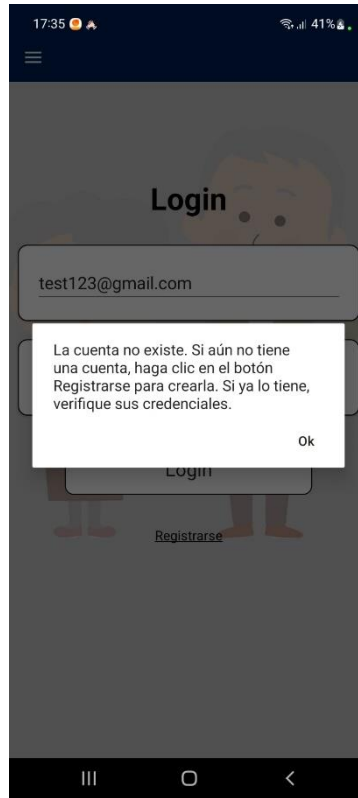 17:35
41%
Login
test123@gmail.com
La cuenta no existe. Si aún no tiene
una cuenta, haga clic en el botón
Registrarse para crearla. Si ya lo tiene,
verifique sus credenciales.
Ok
Login
Registrarse